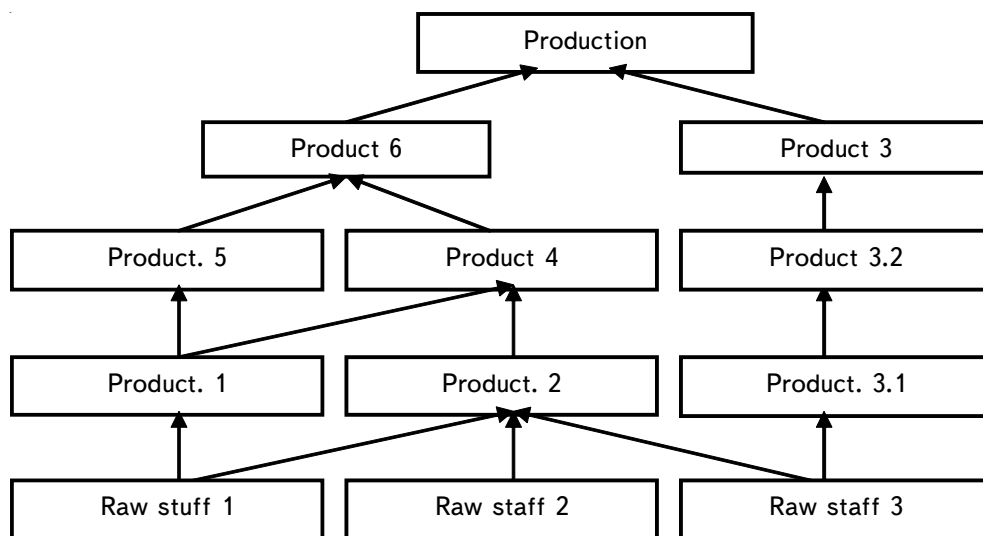 Production
Product 6
Product 3
Product. 5
Product 4
Product 3.2
Product. 1
Product. 2
Product. 3.1
Raw stuff 1
Raw staff 2
Raw staff 3